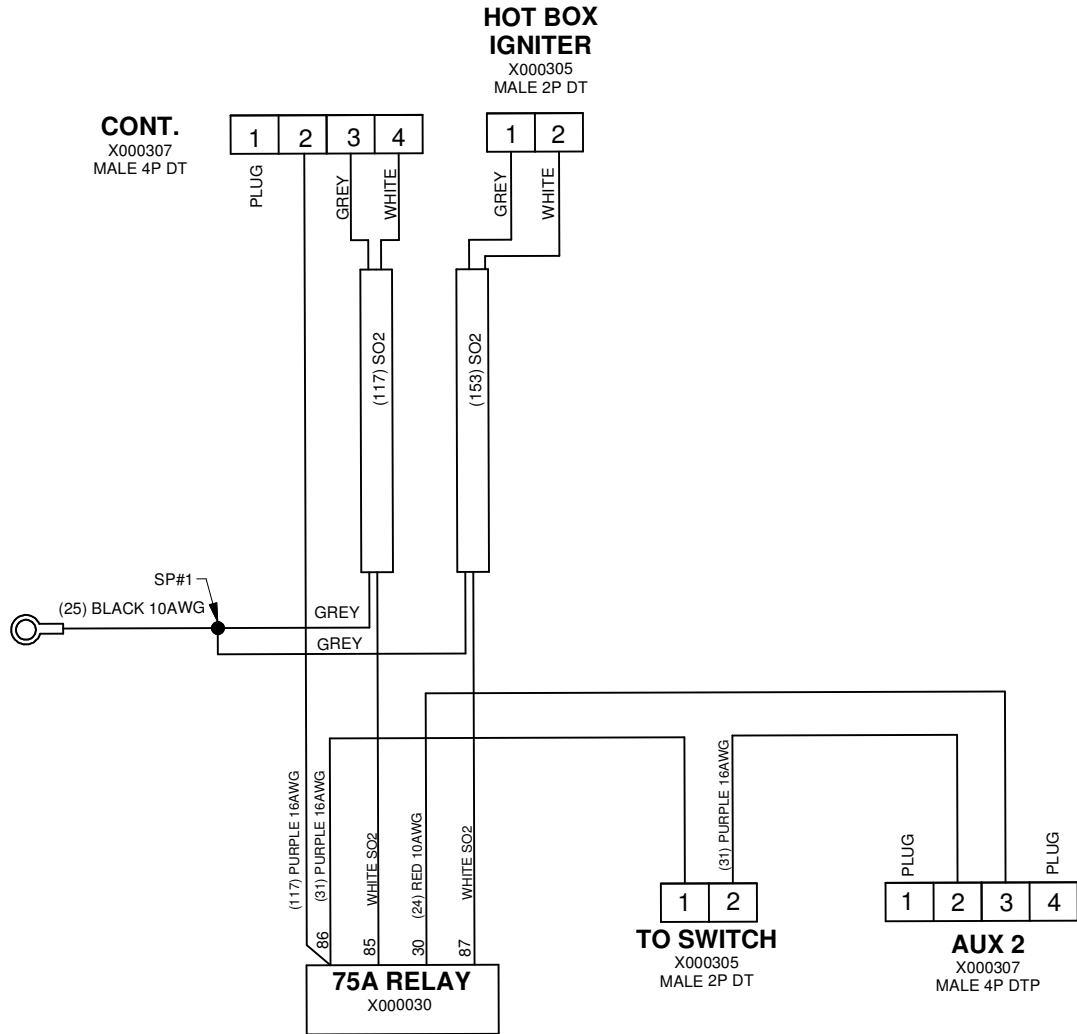 HOT BOX
IGNITER
X000305
MALE 2P DT
1 2
CONT.
X000307
MALE 4P DT
1 2 3 4
PLUG
GREY
WHITE
GREY
WHITE
(117) SO2
(153) SO2
SP#1
(25) BLACK 10AWG
GREY
GREY
(117) PURPLE 16AWG
(31) PURPLE 16AWG
WHITE SO2
(24) RED 10AWG
WHITE SO2
(31) PURPLE 16AWG
86
85
30
87
75A RELAY
X000030
1 2
TO SWITCH
X000305
MALE 2P DT
PLUG
PLUG
1 2 3 4
AUX 2
X000307
MALE 4P DTP